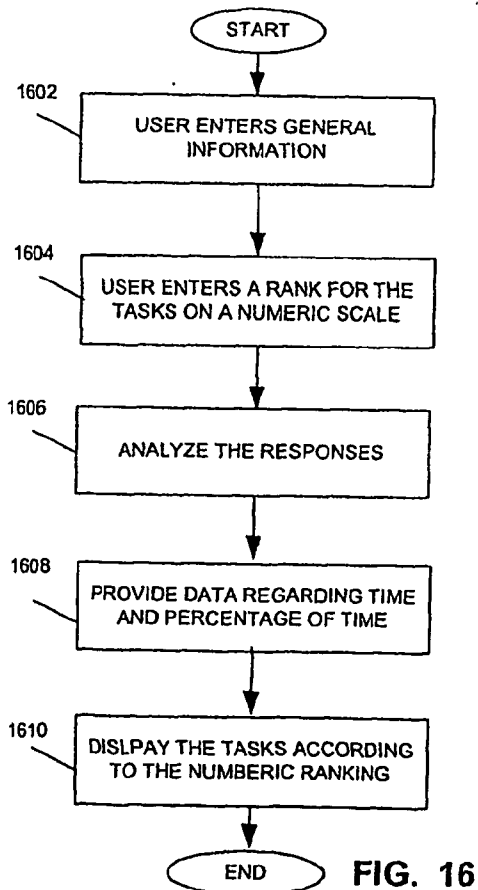 START
1602
USER ENTERS GENERAL
INFORMATION
1604
USER ENTERS A RANK FOR THE
TASKS ON A NUMERIC SCALE
1606
ANALYZE THE RESPONSES
1608
PROVIDE DATA REGARDING TIME
AND PERCENTAGE OF TIME
1610
DISLPAY THE TASKS ACCORDING
TO THE NUMBERIC RANKING
END
FIG. 16